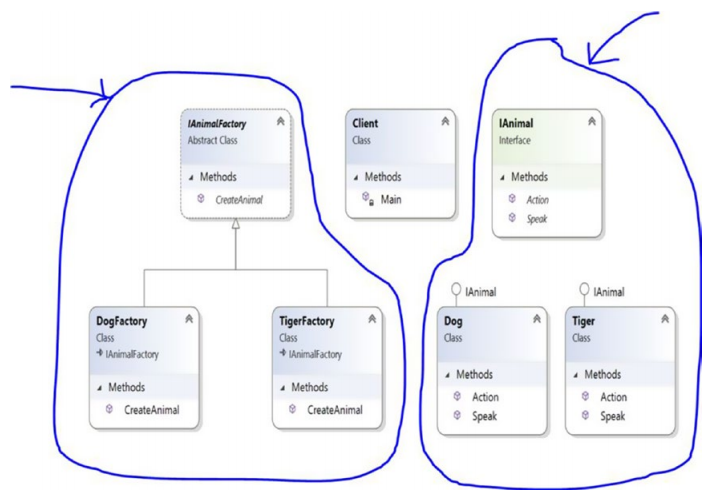 IAnimalFactory
Abstract Class
Methods
CreateAnimal
Client
Class
Methods
Main
IAnimal
Interface
Methods
Action
Speak
DogFactory
Class
IAnimalFactory
Methods
CreateAnimal
TigerFactory
Class
IAnimalFactory
Methods
CreateAnimal
IAnimal
Dog
Class
Methods
Action
Speak
IAnimal
Tiger
Class
Methods
Action
Speak